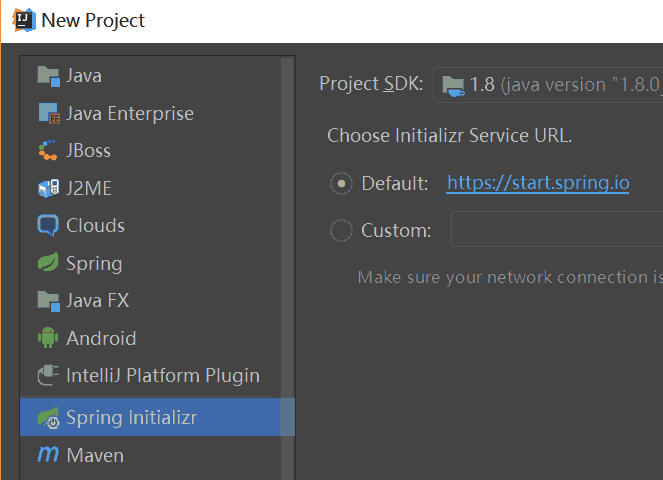 New Project
Java
Java Enterprise
JBoss
J2ME
Clouds
Spring
Java FX
Android
IntelliJ Platform Plugin
Spring Initializr
Maven
Project SDK: 1.8 (java version "1.8.0_
Choose Initializr Service URL.
Default: https://start.spring.io
Custom:
Make sure your network connection is